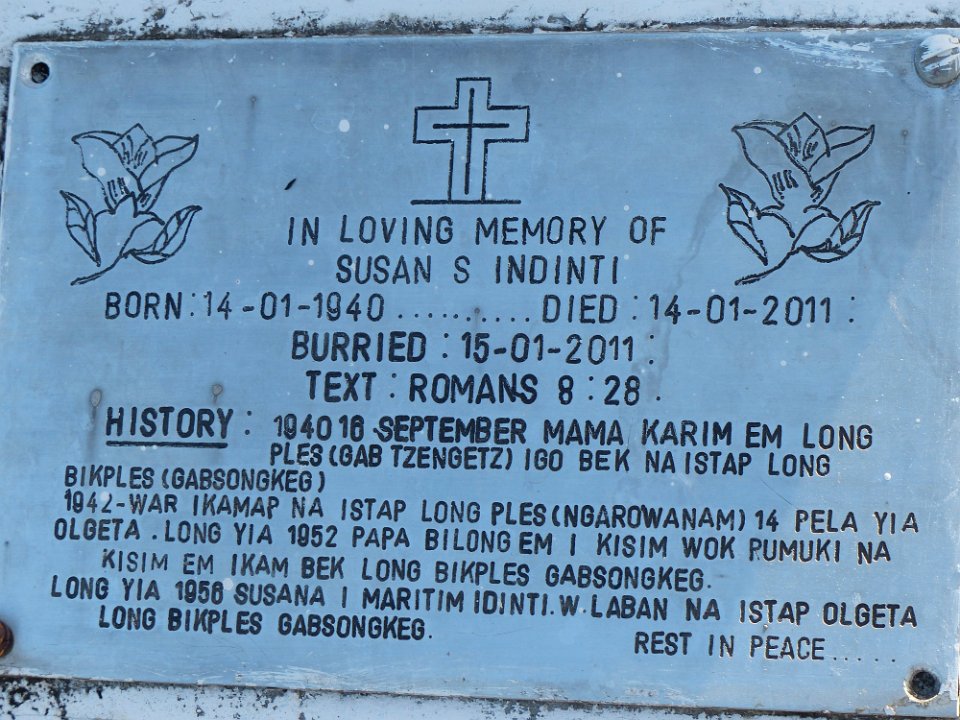 IN LOVING MEMORY OF
SUSAN S INDINTI
BORN : 14-01-1940 .......... DIED : 14-01-2011 :
BURRIED : 15-01-2011 :
TEXT : ROMANS 8 : 28 .
HISTORY : 1940 16 SEPTEMBER MAMA KARIM EM LONG
PLES (GAB TZENGETZ) IGO BEK NA ISTAP LONG
BIKPLES (GABSONGKEG)
1942-WAR IKAMAP NA ISTAP LONG PLES (NGAROWANAM) 14 PELA YIA
OLGETA . LONG YIA 1952 PAPA BILONG EM I KISIM WOK PUMUKI NA
KISIM EM IKAM BEK LONG BIKPLES GABSONGKEG.
LONG YIA 1956 SUSANA I MARITIM IDINTI. W. LABAN NA ISTAP OLGETA
LONG BIKPLES GABSONGKEG.
REST IN PEACE.....